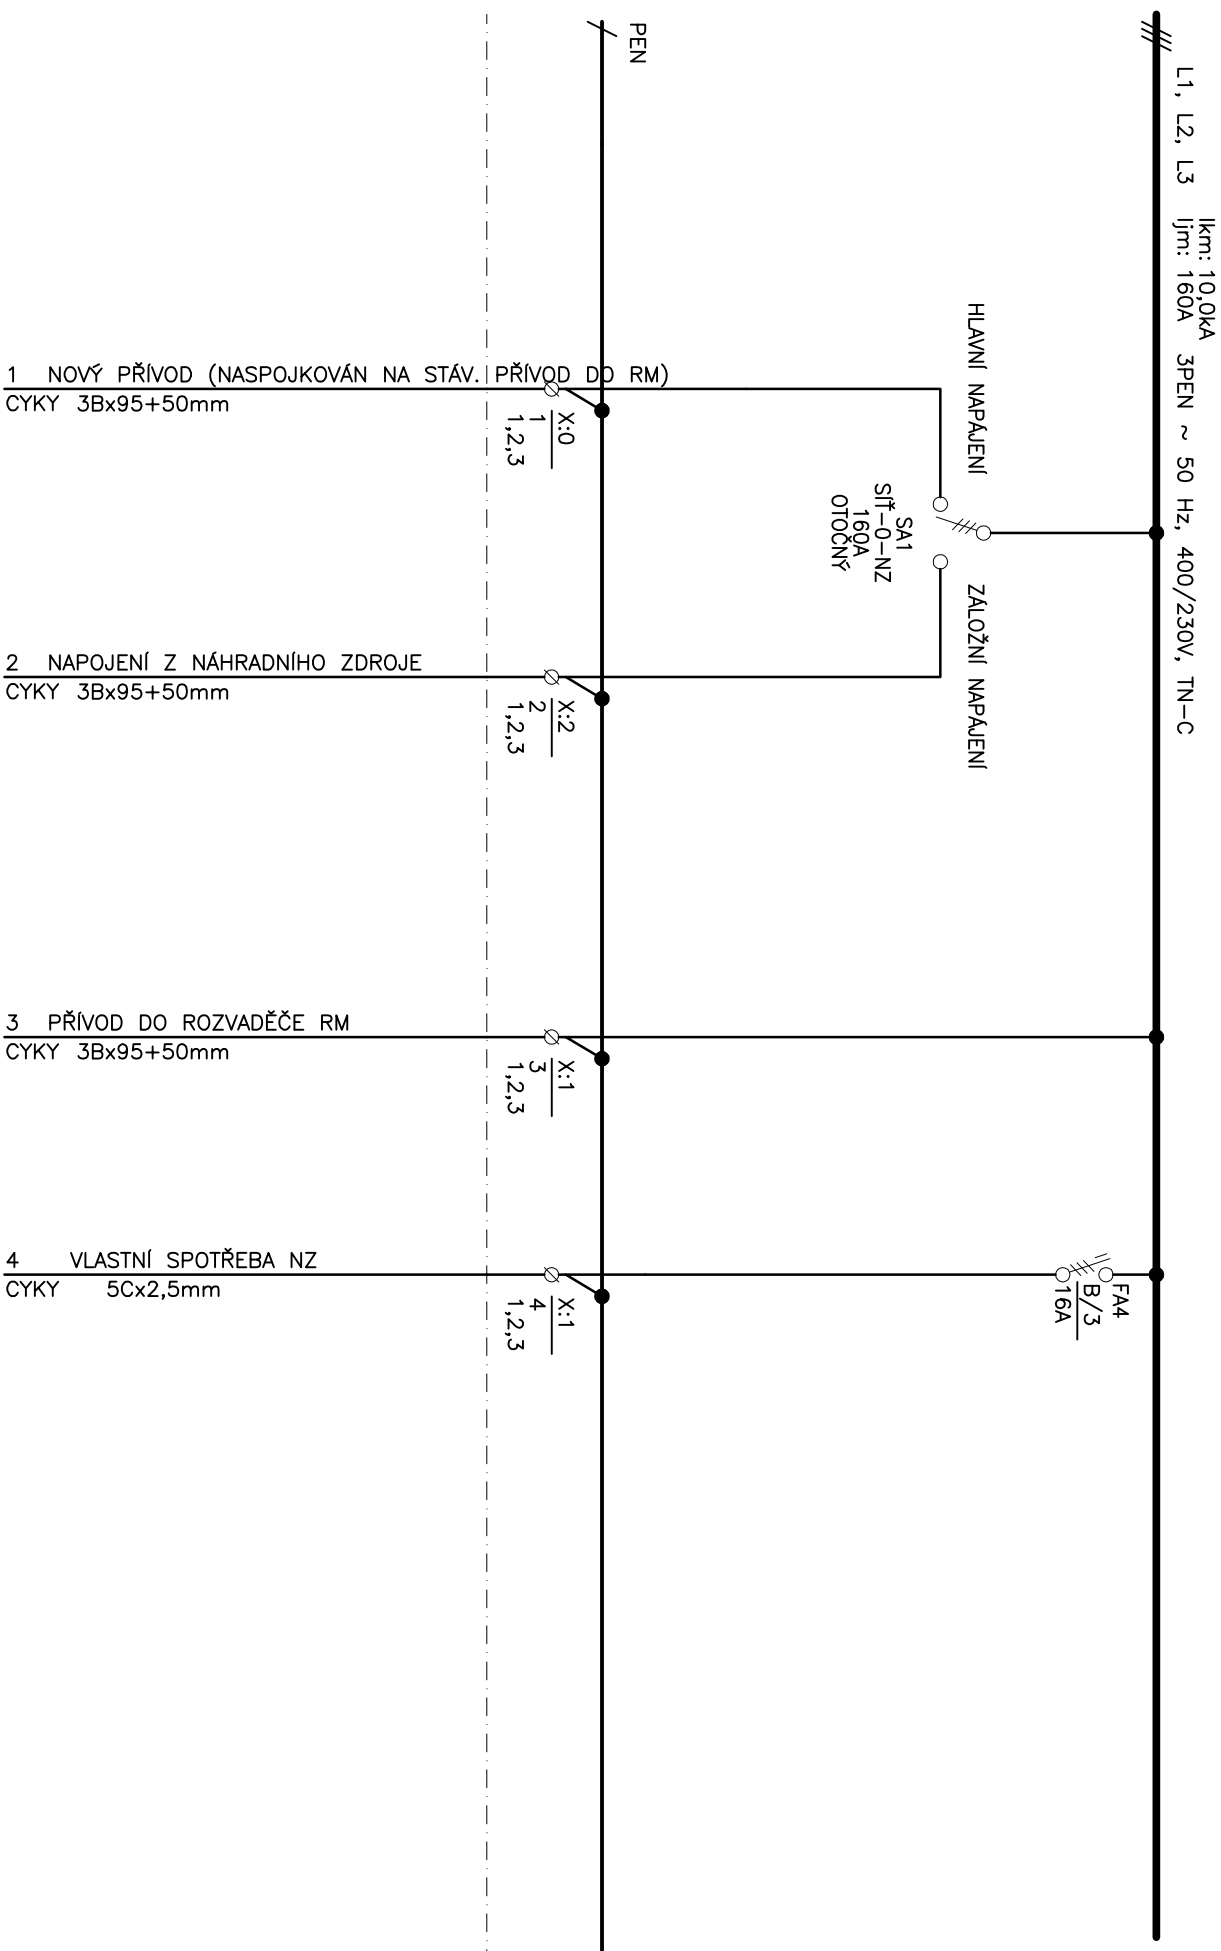 Ikm: 10,0kA
L1, L2, L3 Ijm: 160A 3PEN ~ 50 Hz, 400/230V, TN-C
PEN
HLAVNÍ NAPÁJENÍ
ZÁLOŽNÍ NAPÁJENÍ
SA1
SÍŤ-0-NZ
160A
OTOČNÝ
1 NOVÝ PŘÍVOD (NASPOJKOVÁN NA STÁV. PŘÍVOD DO RM)
CYKY 3Bx95+50mm
X:0
1
1,2,3
2 NAPOJENÍ Z NÁHRADNÍHO ZDROJE
CYKY 3Bx95+50mm
X:2
2
1,2,3
3 PŘÍVOD DO ROZVADĚČE RM
CYKY 3Bx95+50mm
X:1
3
1,2,3
4 VLASTNÍ SPOTŘEBA NZ
CYKY 5Cx2,5mm
X:1
4
1,2,3
FA4
B/3
16A